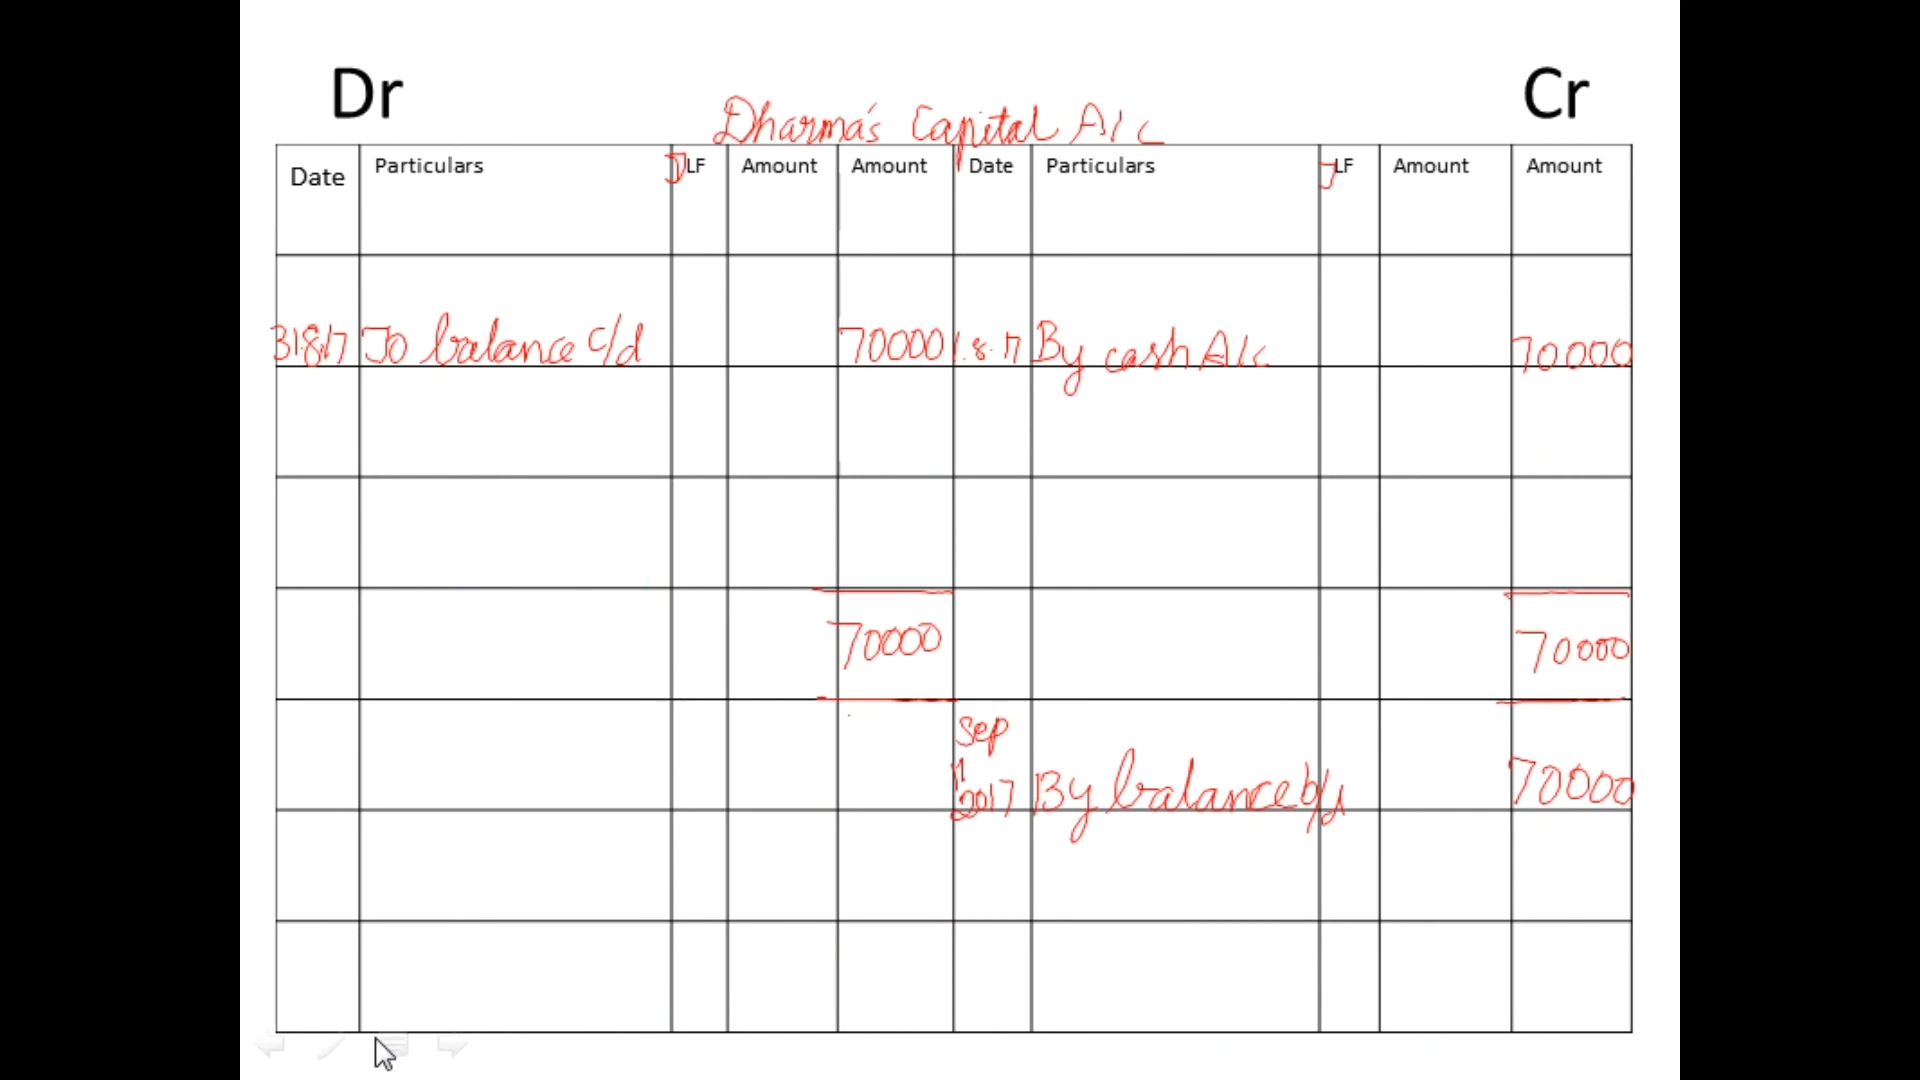 Dr Cr
Dharma's Capital A/c
Date Particulars JLF Amount Amount Date Particulars JLF Amount Amount
31.8.17 To balance c/d 70000 1.8.17 By cash A/c 70000
70000 70000
Sep
1
2017 By balance b/d 70000